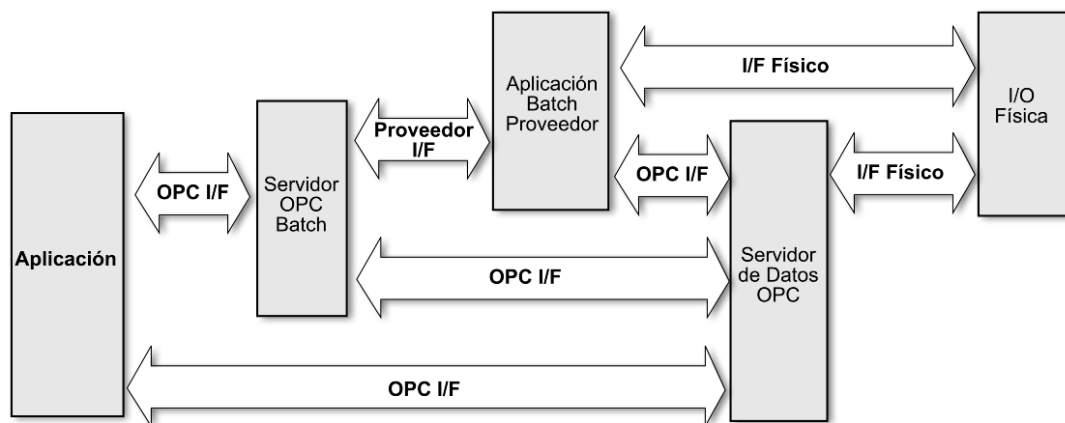 Aplicación
OPC I/F
Servidor
OPC
Batch
Proveedor
I/F
Aplicación
Batch
Proveedor
I/F Físico
OPC I/F
I/F Físico
I/O
Física
OPC I/F
Servidor
de Datos
OPC
OPC I/F